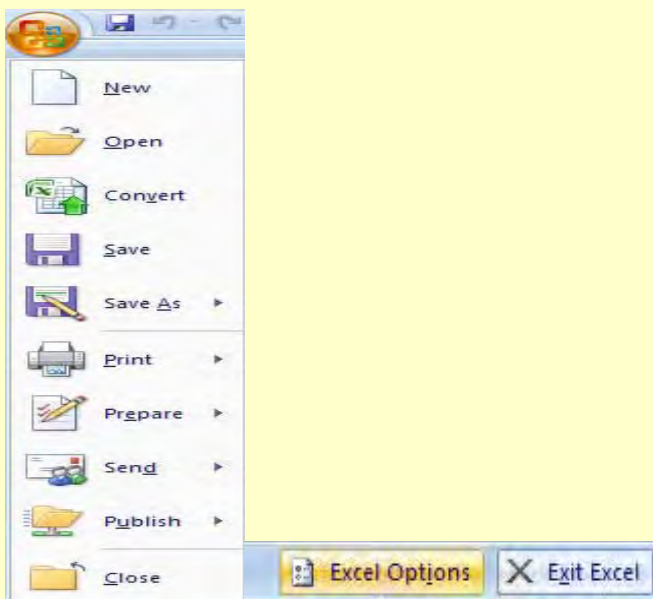 New
Open
Convert
Save
Save As
Print
Prepare
Send
Publish
Close
Excel Options
Exit Excel